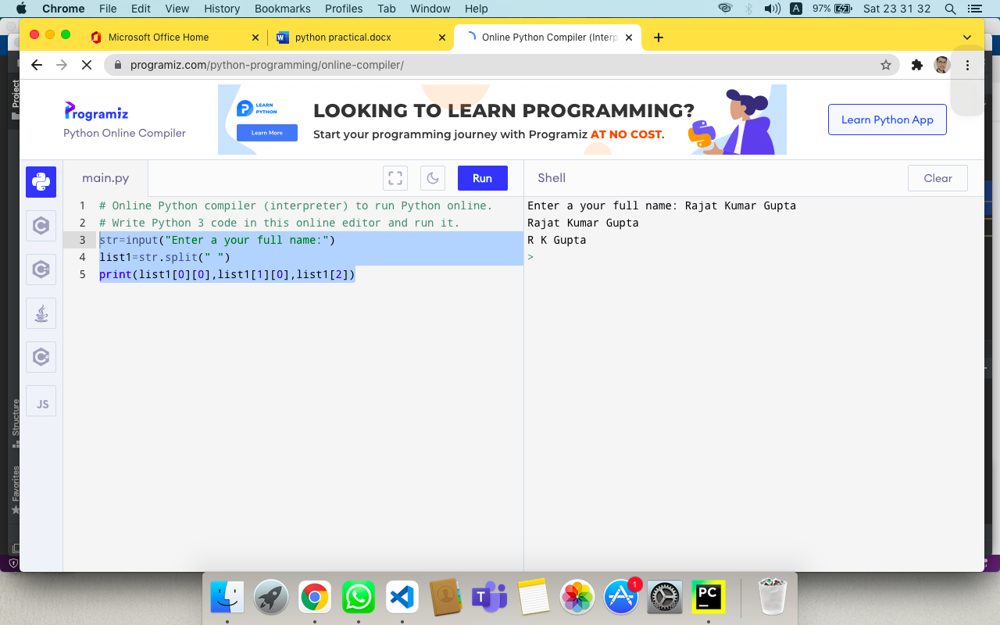 Chrome File Edit View History Bookmarks Profiles Tab Window Help A 97% Sat 23 31 32
Microsoft Office Home
python practical.docx
Online Python Compiler (Interp
programiz.com/python-programming/online-compiler/
Project
Programiz
Python Online Compiler
LEARN
PYTHON
Learn More
LOOKING TO LEARN PROGRAMMING?
Start your programming journey with Programiz AT NO COST.
Learn Python App
main.py
Run
Shell
Clear
1 # Online Python compiler (interpreter) to run Python online.
2 # Write Python 3 code in this online editor and run it.
3 str=input("Enter a your full name:")
4 list1=str.split(" ")
5 print(list1[0][0],list1[1][0],list1[2])
Enter a your full name: Rajat Kumar Gupta
Rajat Kumar Gupta
R K Gupta
>
JS
Structure
Favorites
T
1
PC